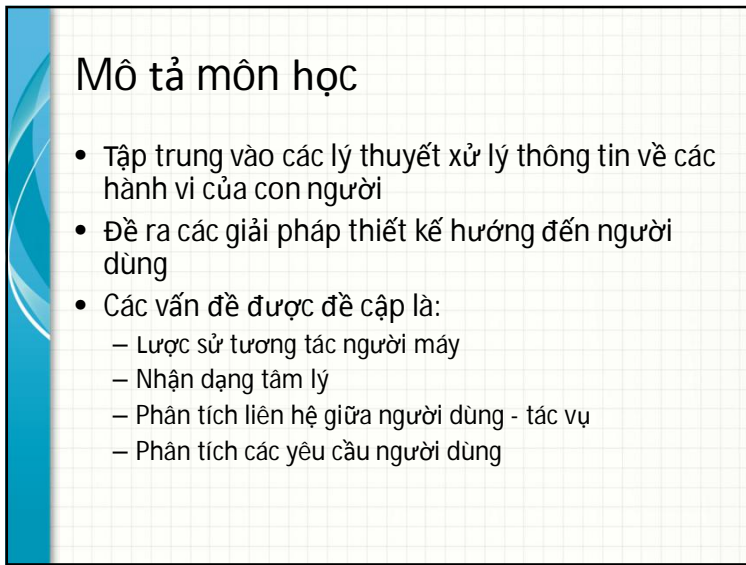 Mô tả môn học
• Tập trung vào các lý thuyết xử lý thông tin về các
hành vi của con người
• Đề ra các giải pháp thiết kế hướng đến người
dùng
• Các vấn đề được đề cập là:
– Lược sử tương tác người máy
– Nhận dạng tâm lý
– Phân tích liên hệ giữa người dùng - tác vụ
– Phân tích các yêu cầu người dùng